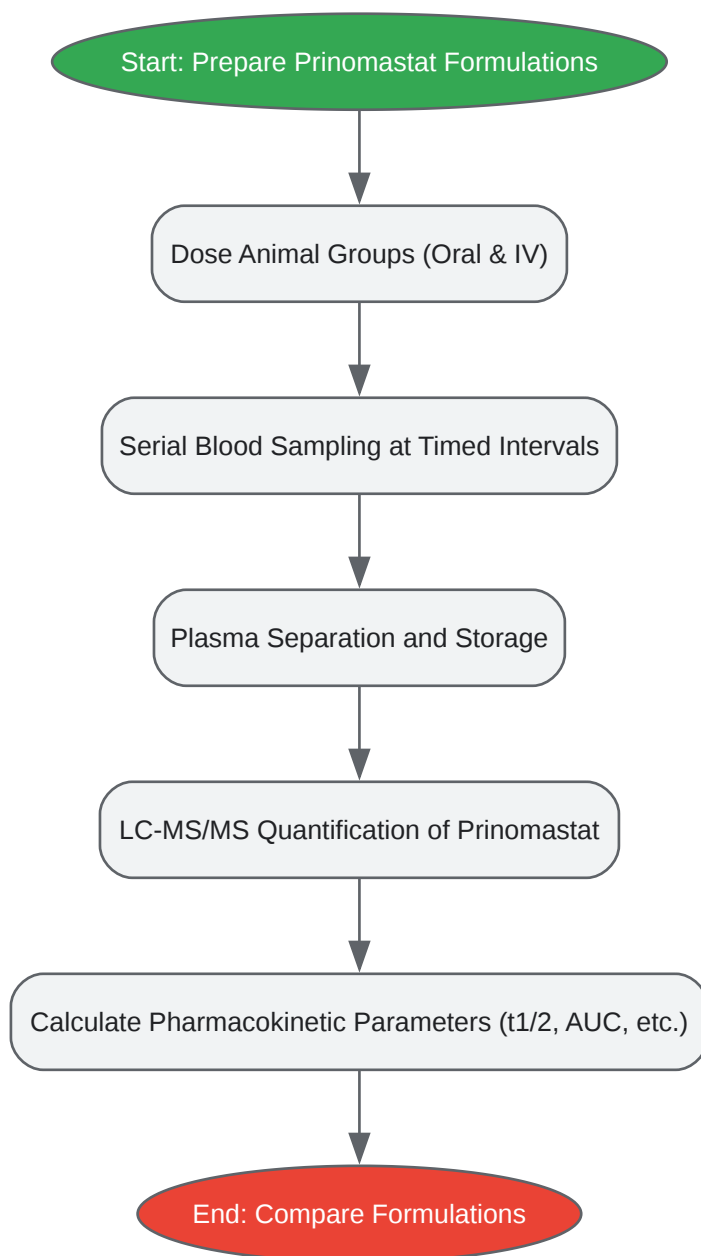 Start: Prepare Prinomastat Formulations
Dose Animal Groups (Oral & IV)
Serial Blood Sampling at Timed Intervals
Plasma Separation and Storage
LC-MS/MS Quantification of Prinomastat
Calculate Pharmacokinetic Parameters (t1/2, AUC, etc.)
End: Compare Formulations